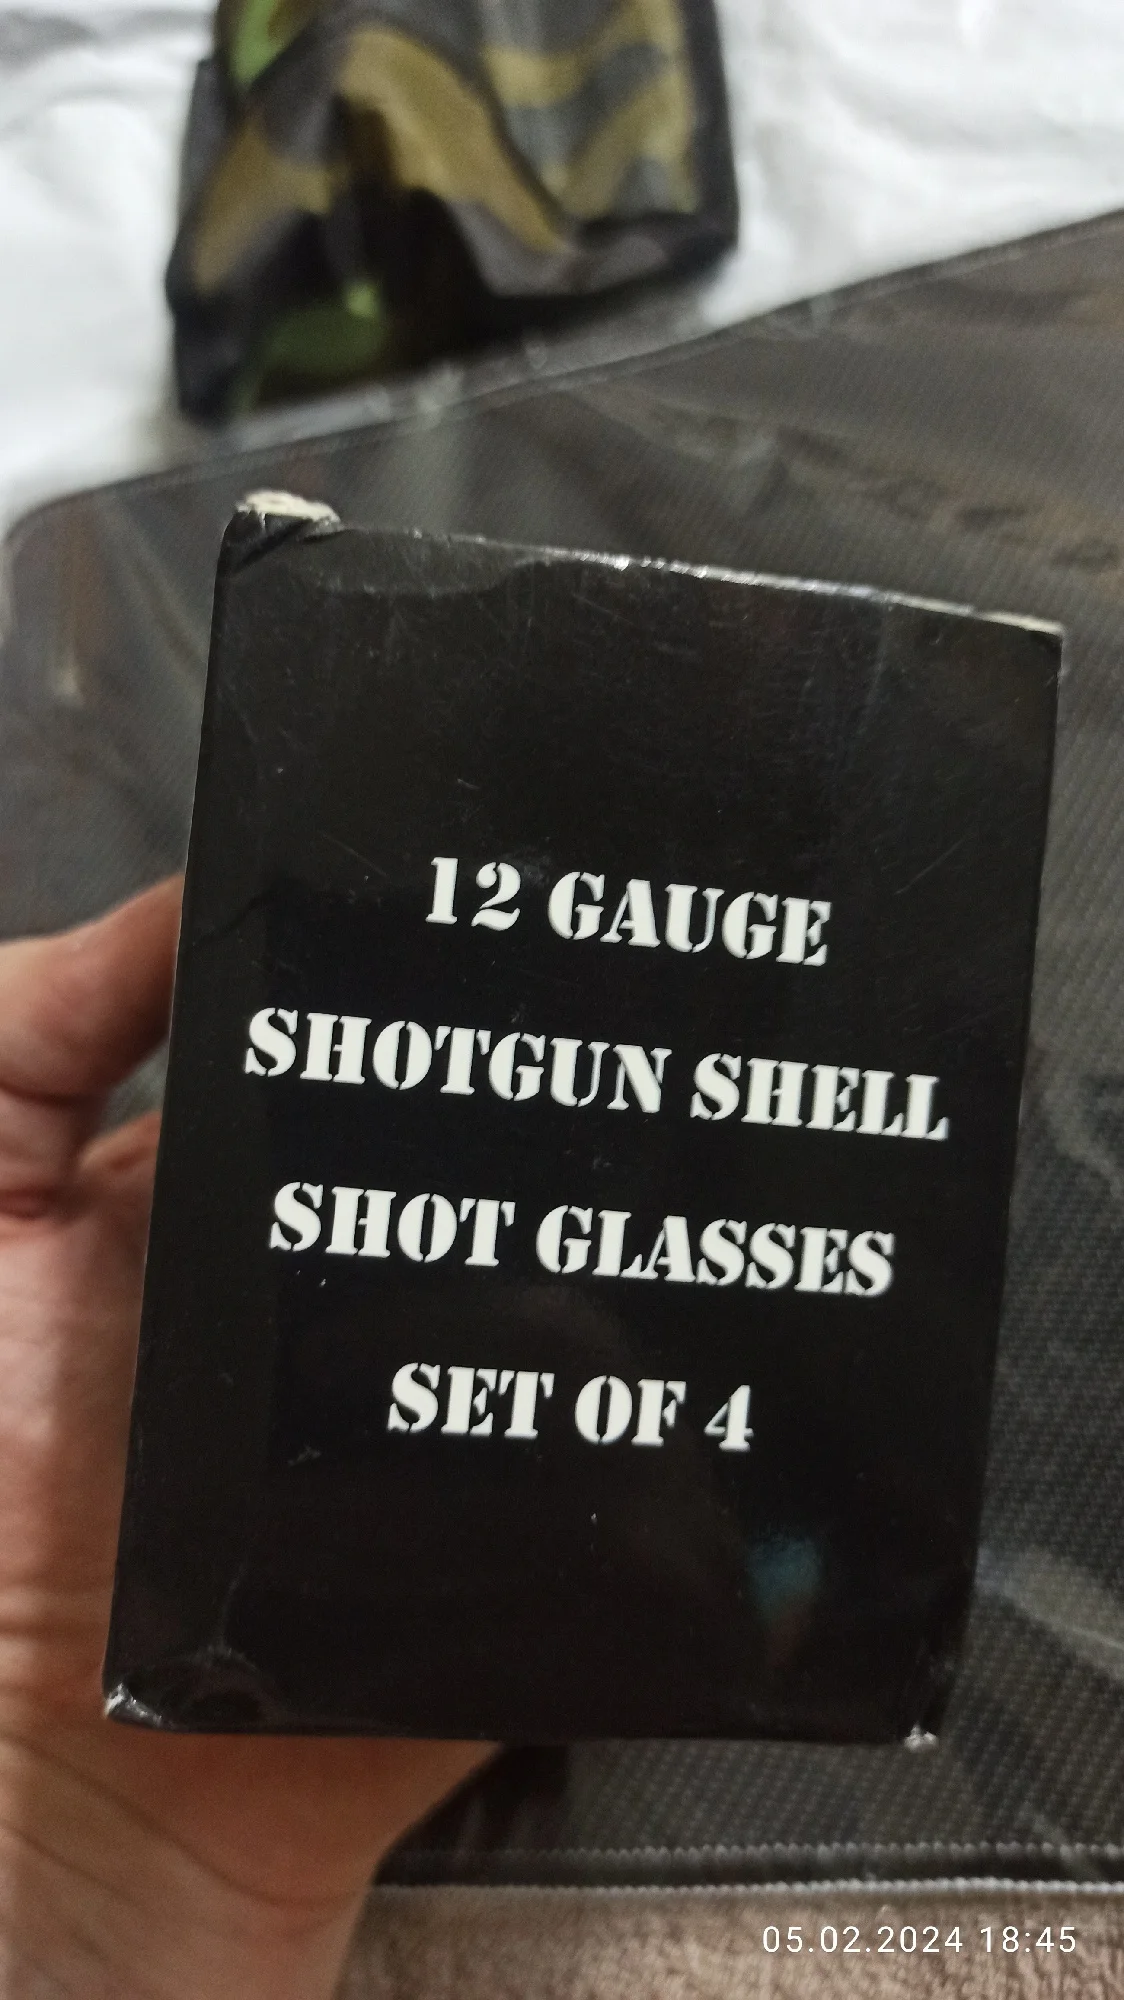 12 GAUGE
SHOTGUN SHELL
SHOT GLASSES
SET OF 4
05.02.2024 18:45